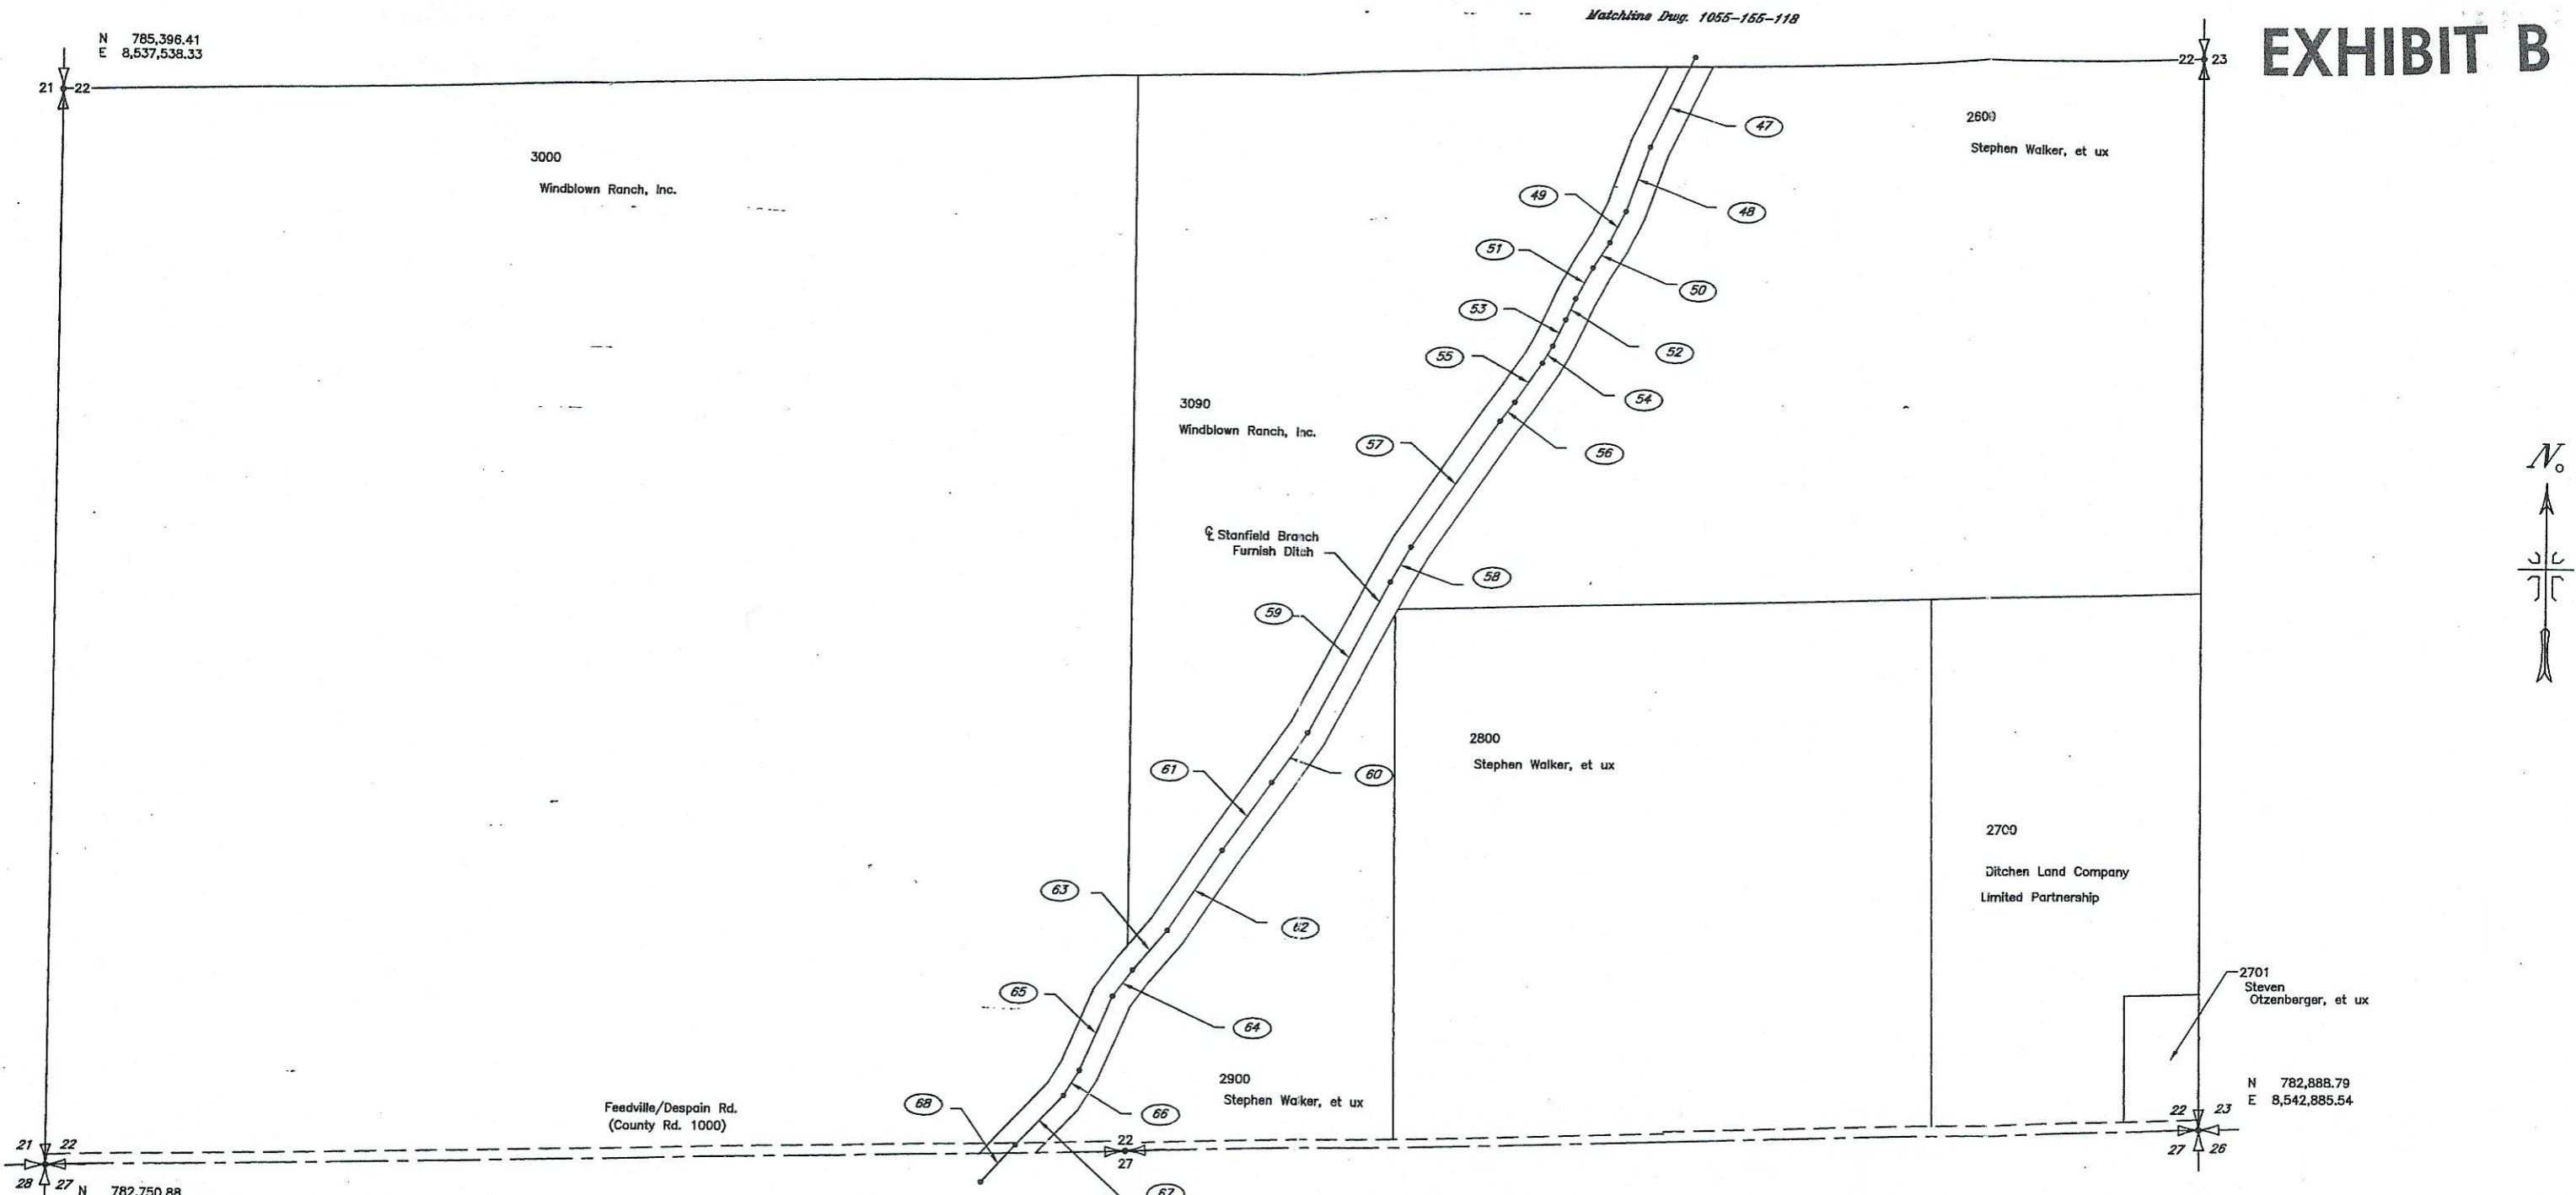 Matchline Dwg. 1055-155-118
EXHIBIT B
N 785,396.41
E 8,537,538.33
21 22
22 23
3000
Windblown Ranch, Inc.
2600
Stephen Walker, et ux
47
48
49
50
51
52
53
54
55
56
57
58
59
60
61
62
63
64
65
66
67
68
3090
Windblown Ranch, Inc.
℄ Stanfield Branch
Furnish Ditch
N.
2800
Stephen Walker, et ux
2700
Ditchen Land Company
Limited Partnership
2701
Steven
Otzenberger, et ux
2900
Stephen Walker, et ux
N 782,888.79
E 8,542,885.54
Feedville/Despain Rd.
(County Rd. 1000)
21 22
28 27
22
27
22 23
27 26
N 782,750.88